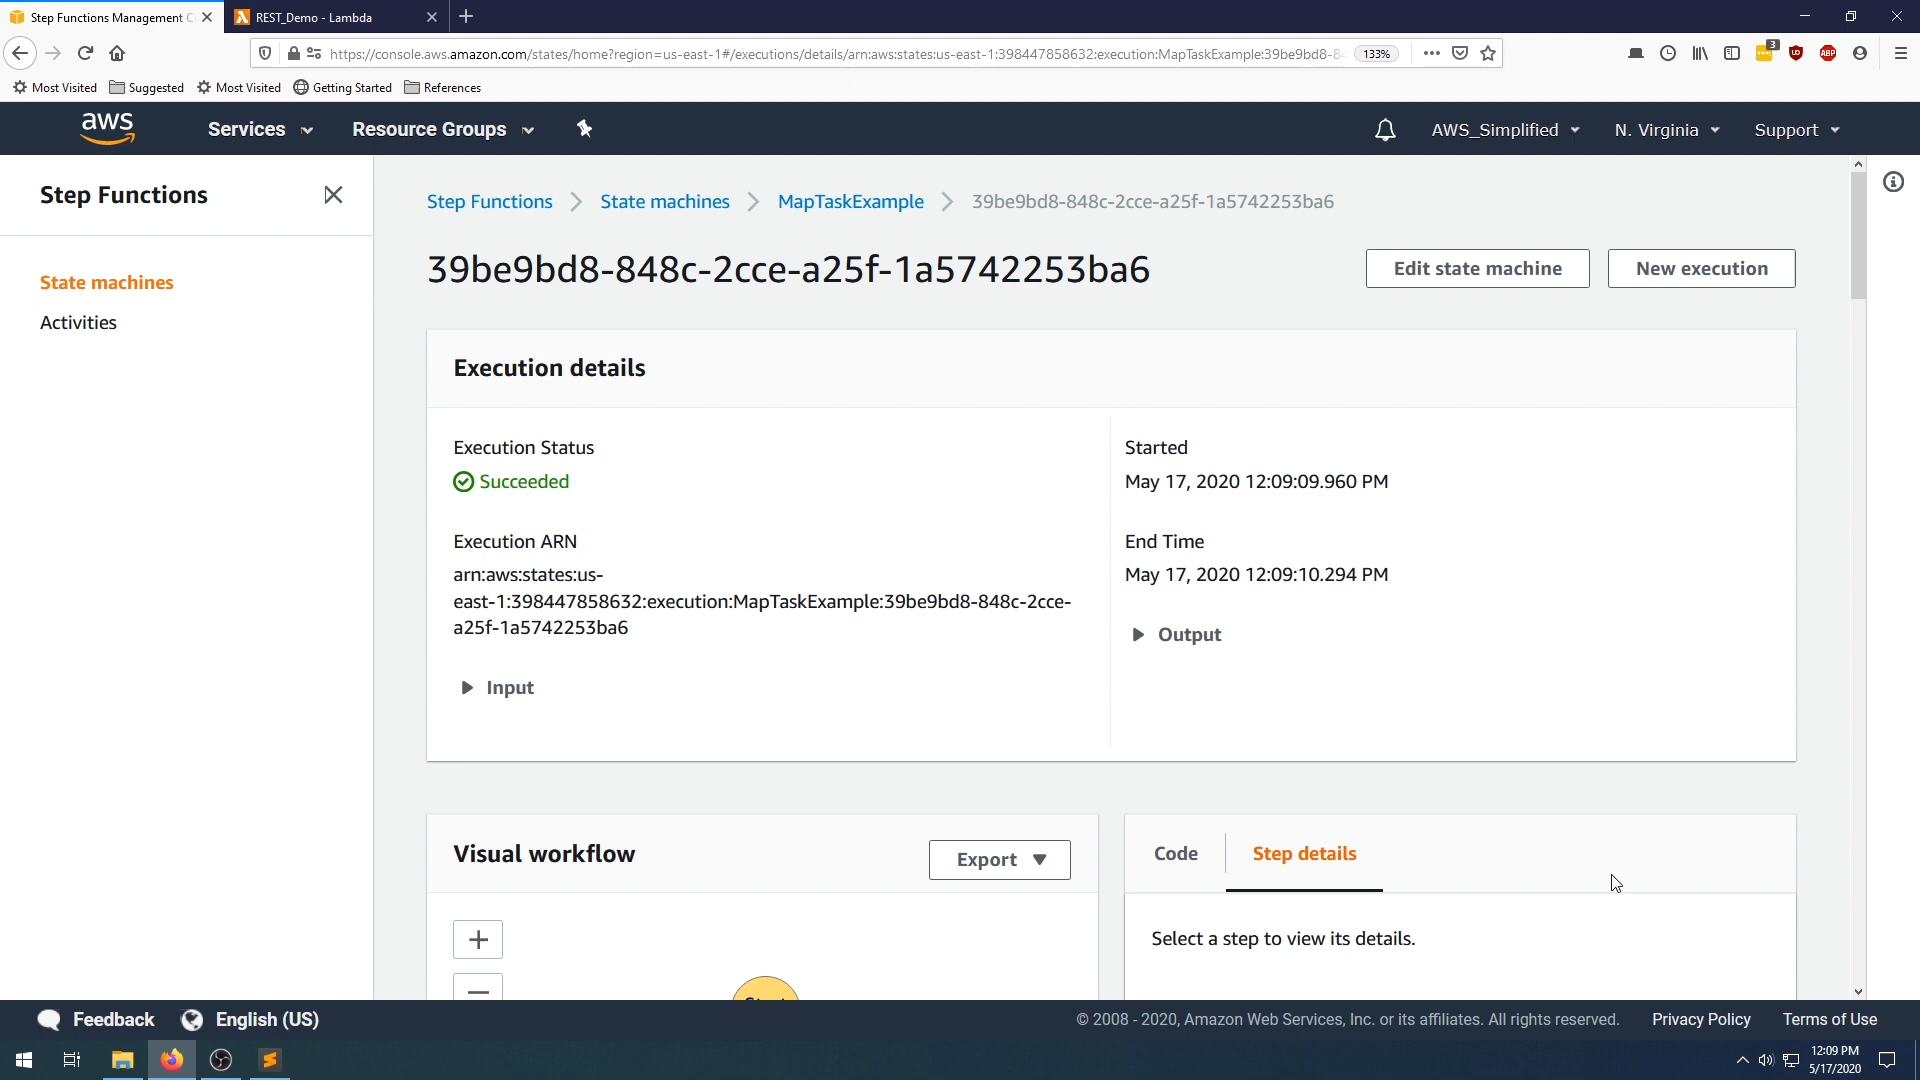 Step Functions Management C
REST_Demo - Lambda
https://console.aws.amazon.com/states/home?region=us-east-1#/executions/details/arn:aws:states:us-east-1:398447858632:execution:MapTaskExample:39be9bd8-8
133%
3
ABP
Most Visited
Suggested
Most Visited
Getting Started
References
aws
Services
Resource Groups
AWS_Simplified
N. Virginia
Support
Step Functions
State machines
Activities
Step Functions
State machines
MapTaskExample
39be9bd8-848c-2cce-a25f-1a5742253ba6
39be9bd8-848c-2cce-a25f-1a5742253ba6
Edit state machine
New execution
Execution details
Execution Status
Succeeded
Execution ARN
arn:aws:states:us-
east-1:398447858632:execution:MapTaskExample:39be9bd8-848c-2cce-
a25f-1a5742253ba6
Input
Started
May 17, 2020 12:09:09.960 PM
End Time
May 17, 2020 12:09:10.294 PM
Output
Visual workflow
Export
Code
Step details
Select a step to view its details.
Feedback
English (US)
© 2008 - 2020, Amazon Web Services, Inc. or its affiliates. All rights reserved.
Privacy Policy
Terms of Use
12:09 PM
5/17/2020